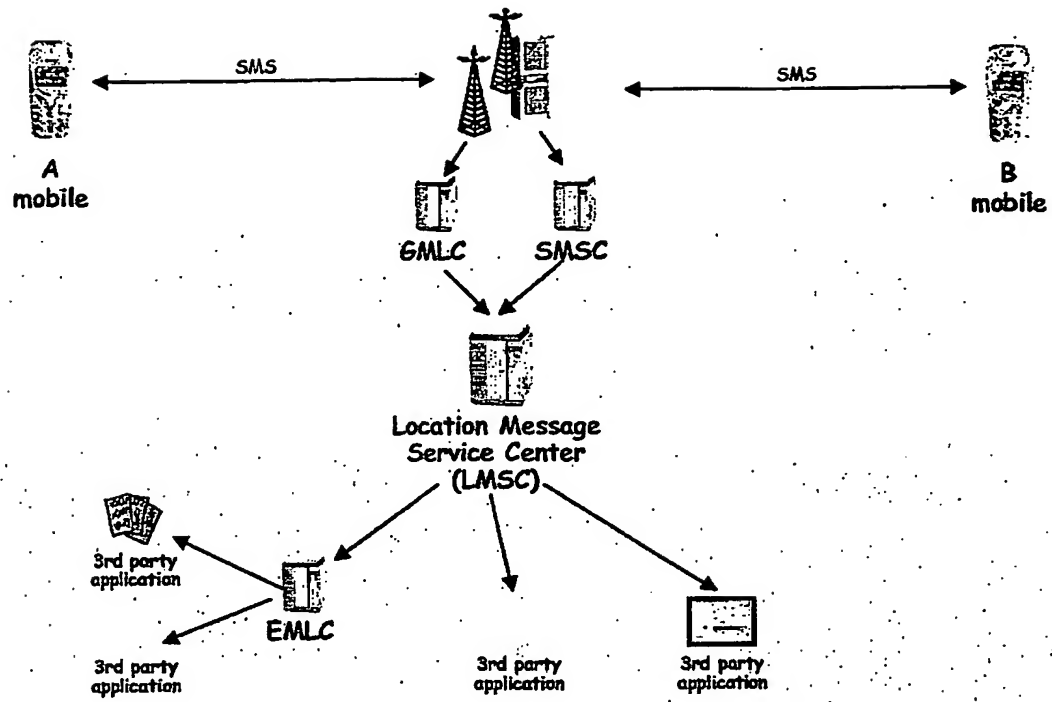 SMS
SMS
A
mobile
B
mobile
GMLC
SMSC
Location Message
Service Center
(LMSC)
3rd party
application
EMLC
3rd party
application
3rd party
application
3rd party
application